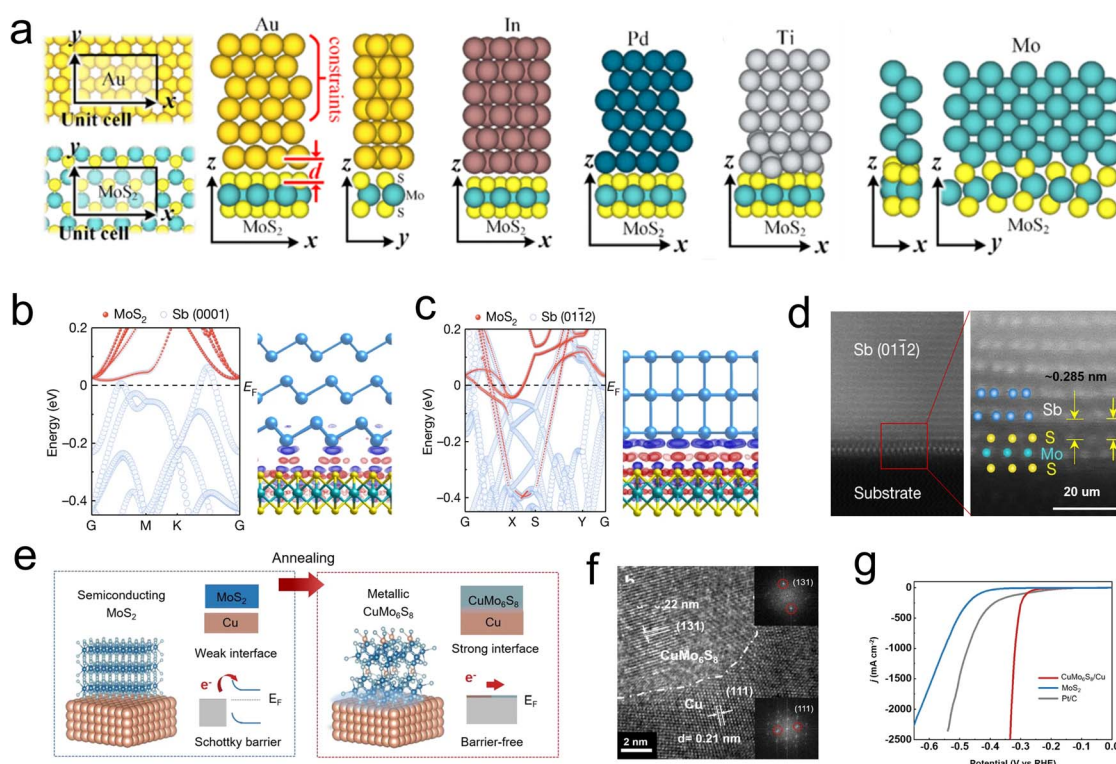 a
y
Au
x
Unit cell
y
MoS2
x
Unit cell
Au
constraints
z
d
S
Mo
S
MoS2
x
z
y
In
z
MoS2
x
Pd
z
MoS2
x
Ti
z
MoS2
x
Mo
z
x
z
MoS2
y
b
MoS2 Sb (0001)
0.2
0
−0.2
−0.4
Energy (eV)
EF
G M K G
c
MoS2 Sb (011̅2)
0.2
0
−0.2
−0.4
Energy (eV)
EF
G X S Y G
d
Sb (011̅2)
Substrate
~0.285 nm
Sb
S
Mo
S
20 um
e
Annealing
Semiconducting
MoS2
MoS2
Cu
Weak interface
e-
EF
Schottky barrier
Metallic
CuMo6S8
CuMo6S8
Cu
Strong interface
e-
EF
Barrier-free
f
.22 nm
(131)
CuMo6S8
(111)
Cu
d= 0.21 nm
2 nm
(131)
(111)
g
0
-500
-1000
-1500
-2000
-2500
j (mA cm-2)
CuMo6S8/Cu
MoS2
Pt/C
-0.6 -0.5 -0.4 -0.3 -0.2 -0.1 0.0
Potential (V vs RHE)